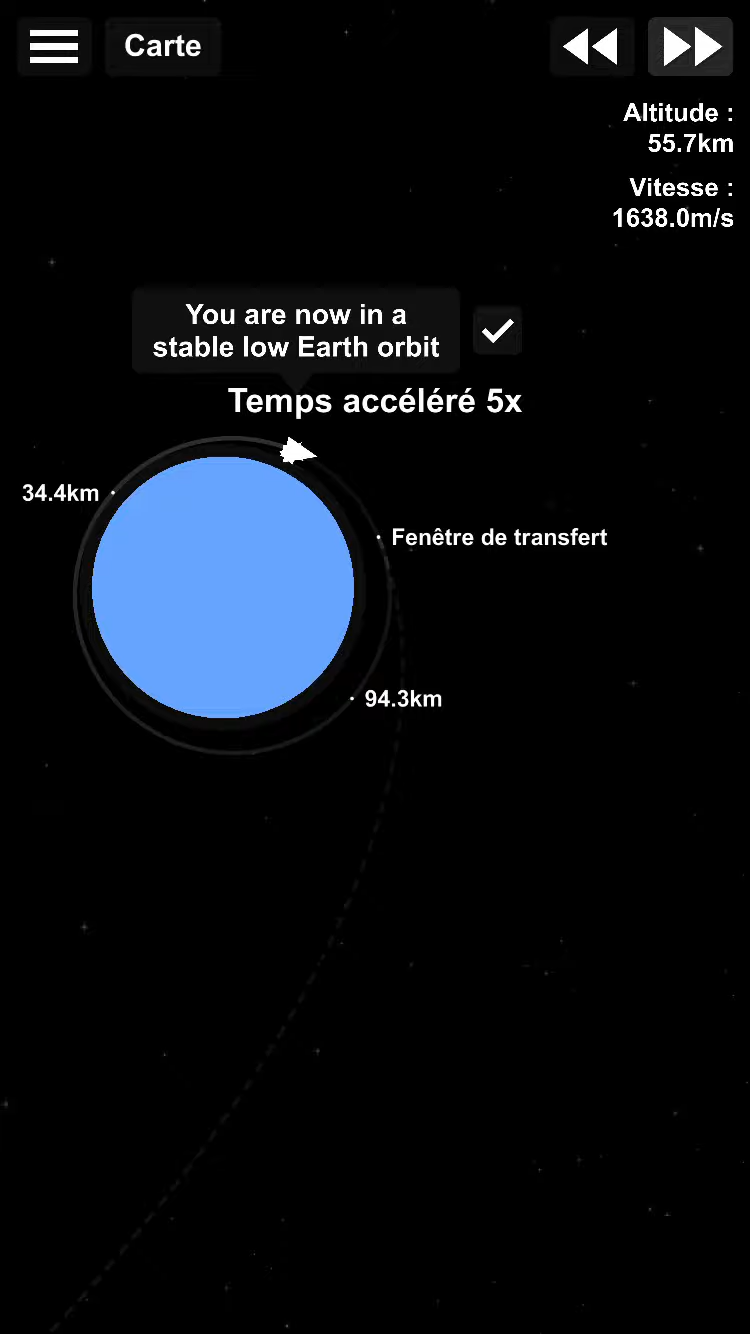 Carte
Altitude :
55.7km
Vitesse :
1638.0m/s
You are now in a
stable low Earth orbit
Temps accéléré 5x
34.4km
Fenêtre de transfert
94.3km